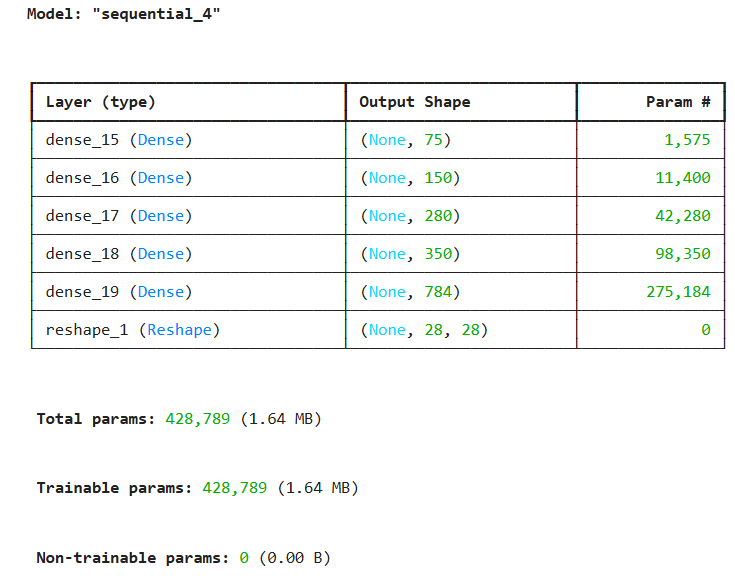 Model: "sequential_4"
Layer (type) Output Shape Param #
dense_15 (Dense) (None, 75) 1,575
dense_16 (Dense) (None, 150) 11,400
dense_17 (Dense) (None, 280) 42,280
dense_18 (Dense) (None, 350) 98,350
dense_19 (Dense) (None, 784) 275,184
reshape_1 (Reshape) (None, 28, 28) 0
Total params: 428,789 (1.64 MB)
Trainable params: 428,789 (1.64 MB)
Non-trainable params: 0 (0.00 B)